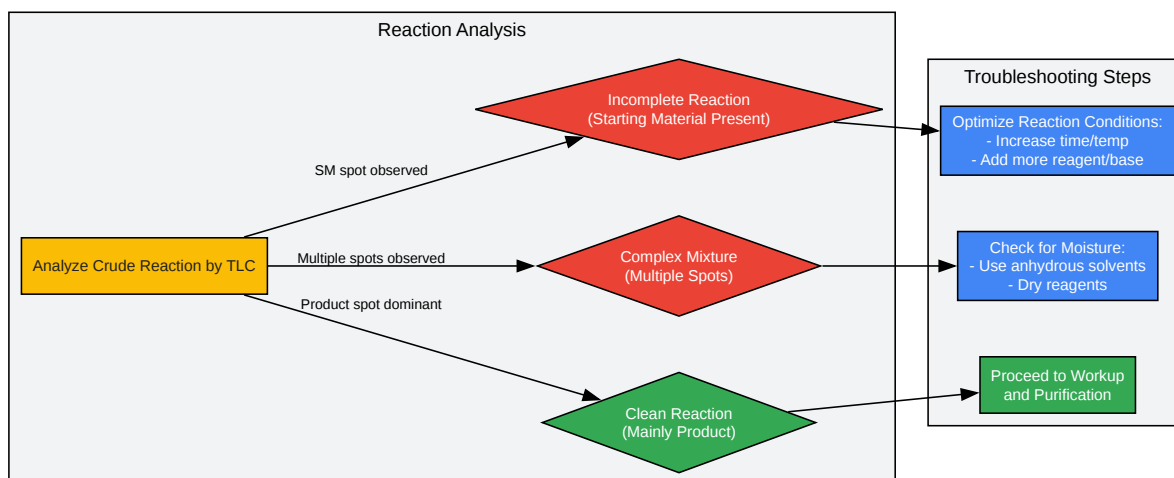 Reaction Analysis
Troubleshooting Steps
Incomplete Reaction
(Starting Material Present)
Optimize Reaction Conditions:
- Increase time/temp
- Add more reagent/base
SM spot observed
Analyze Crude Reaction by TLC
Multiple spots observed
Complex Mixture
(Multiple Spots)
Check for Moisture:
- Use anhydrous solvents
- Dry reagents
Product spot dominant
Clean Reaction
(Mainly Product)
Proceed to Workup
and Purification